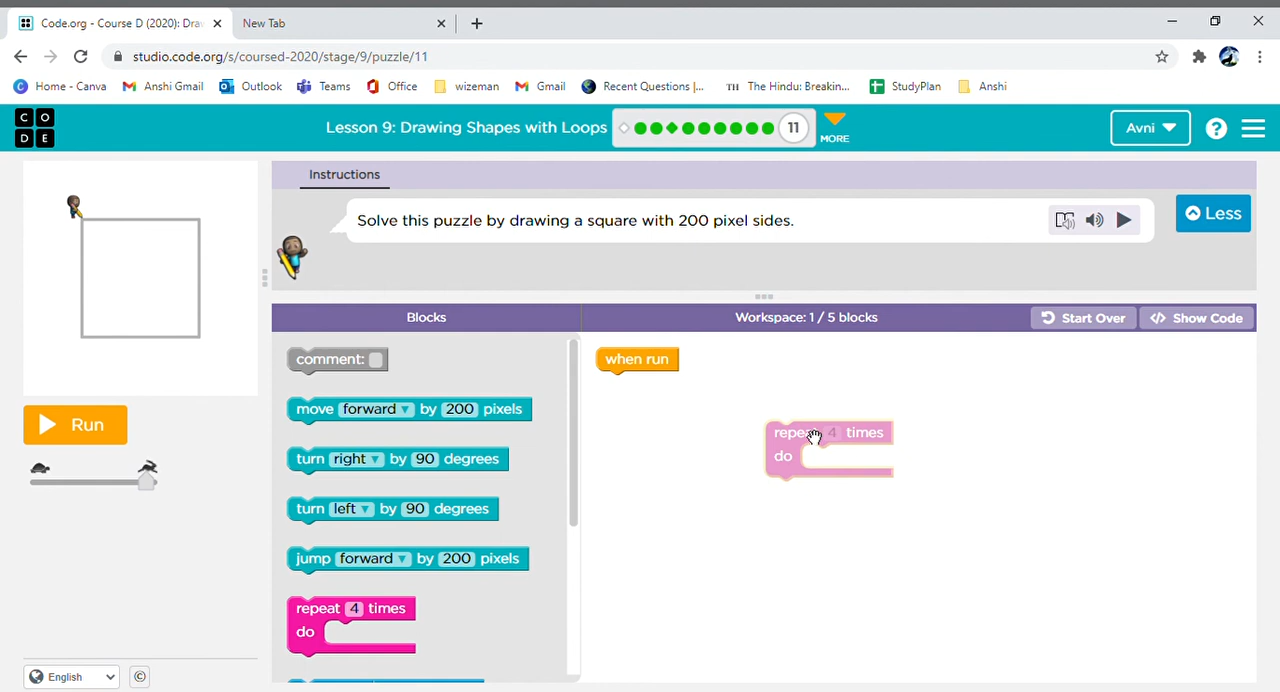 Code.org - Course D (2020): Dra
New Tab
studio.code.org/s/coursed-2020/stage/9/puzzle/11
Home - Canva
Anshi Gmail
Outlook
Teams
Office
wizeman
Gmail
Recent Questions |...
TH The Hindu: Breakin...
StudyPlan
Anshi
C O
D E
Lesson 9: Drawing Shapes with Loops
11
MORE
Avni
?
Instructions
Solve this puzzle by drawing a square with 200 pixel sides.
Less
Blocks
Workspace: 1 / 5 blocks
Start Over
</> Show Code
comment:
when run
move forward by 200 pixels
turn right by 90 degrees
turn left by 90 degrees
jump forward by 200 pixels
repeat 4 times
do
repeat 4 times
do
Run
English
©